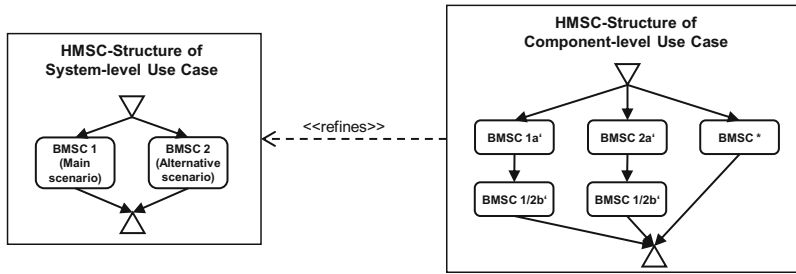 HMSC-Structure of
System-level Use Case
BMSC 1
(Main
scenario)
BMSC 2
(Alternative
scenario)
<<refines>>
HMSC-Structure of
Component-level Use Case
BMSC 1a‘
BMSC 2a‘
BMSC *
BMSC 1/2b‘
BMSC 1/2b‘